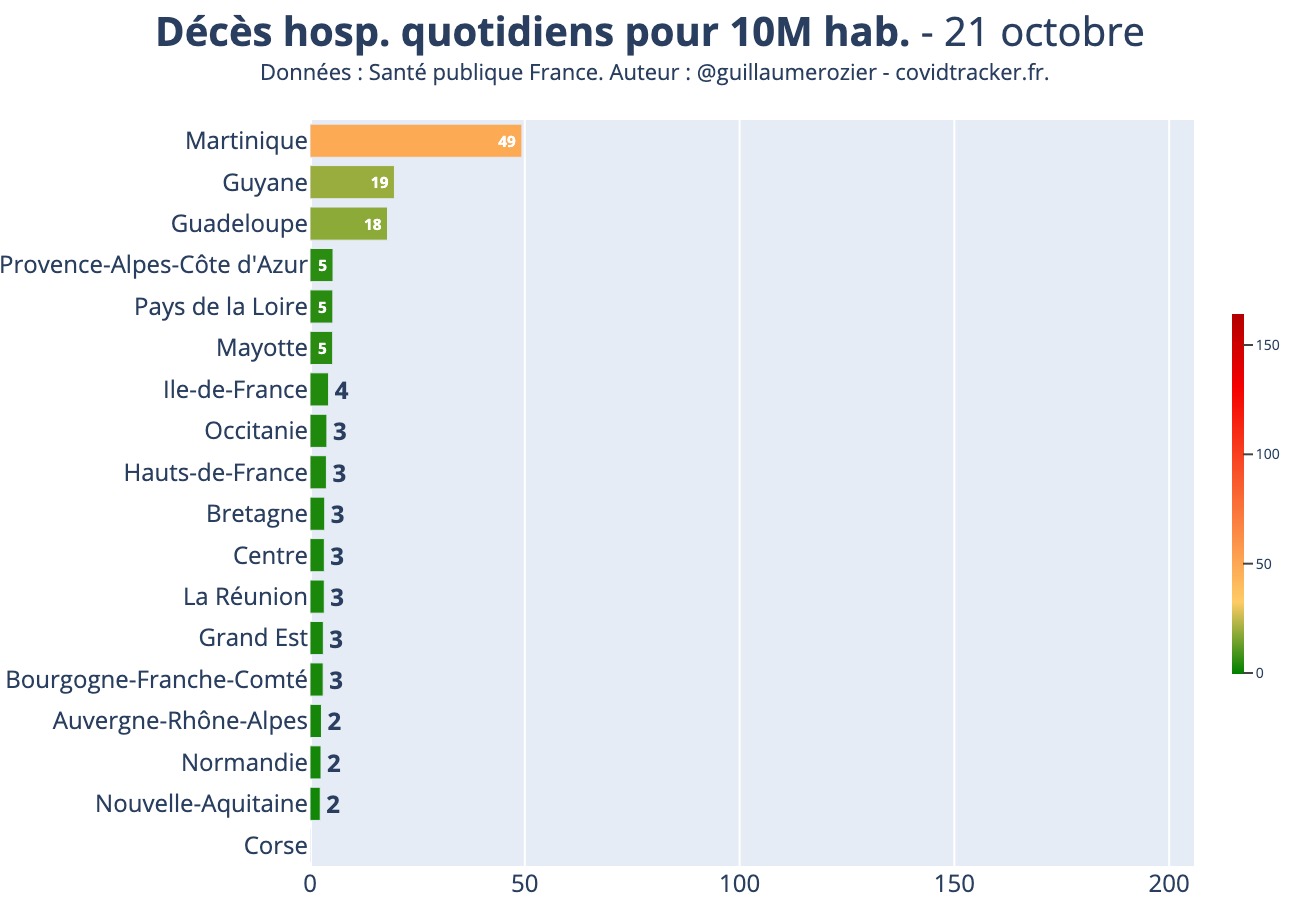 Décès hosp. quotidiens pour 10M hab. - 21 octobre
Données : Santé publique France. Auteur : @guillaumerozier - covidtracker.fr.
Martinique 49
Guyane 19
Guadeloupe 18
Provence-Alpes-Côte d'Azur 5
Pays de la Loire 5
Mayotte 5
Ile-de-France 4
Occitanie 3
Hauts-de-France 3
Bretagne 3
Centre 3
La Réunion 3
Grand Est 3
Bourgogne-Franche-Comté 3
Auvergne-Rhône-Alpes 2
Normandie 2
Nouvelle-Aquitaine 2
Corse
0 50 100 150 200
150
100
50
0